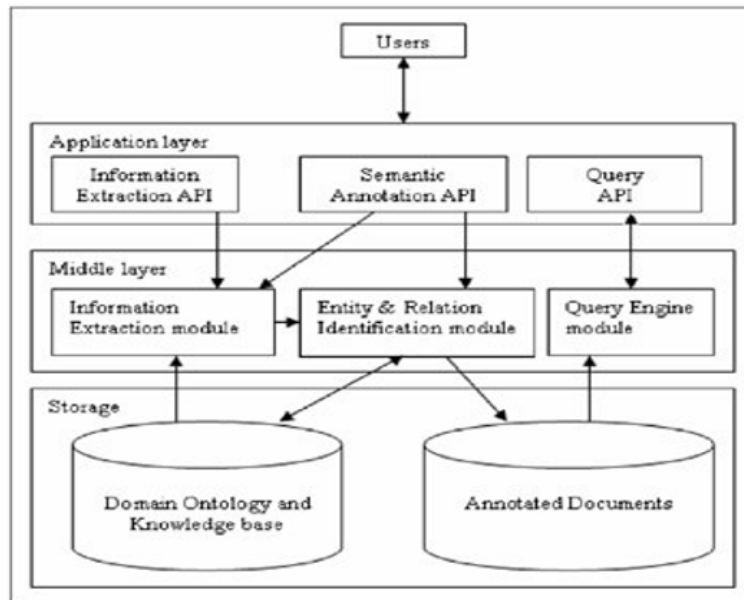 Users
Application layer
Information
Extraction API
Semantic
Annotation API
Query
API
Middle layer
Information
Extraction module
Entity & Relation
Identification module
Query Engine
module
Storage
Domain Ontology and
Knowledge base
Annotated Documents